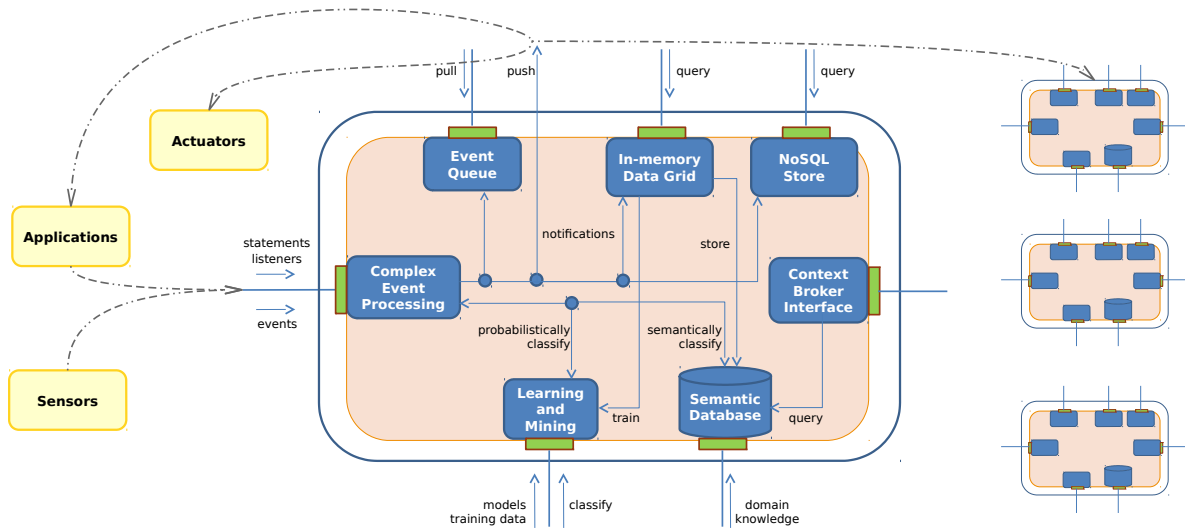 pull
push
query
query
Actuators
Event
Queue
In-memory
Data Grid
NoSQL
Store
Applications
statements
listeners
notifications
store
Complex
Event
Processing
Context
Broker
Interface
events
probabilistically
classify
semantically
classify
Sensors
Learning
and
Mining
train
Semantic
Database
query
models
training data
classify
domain
knowledge